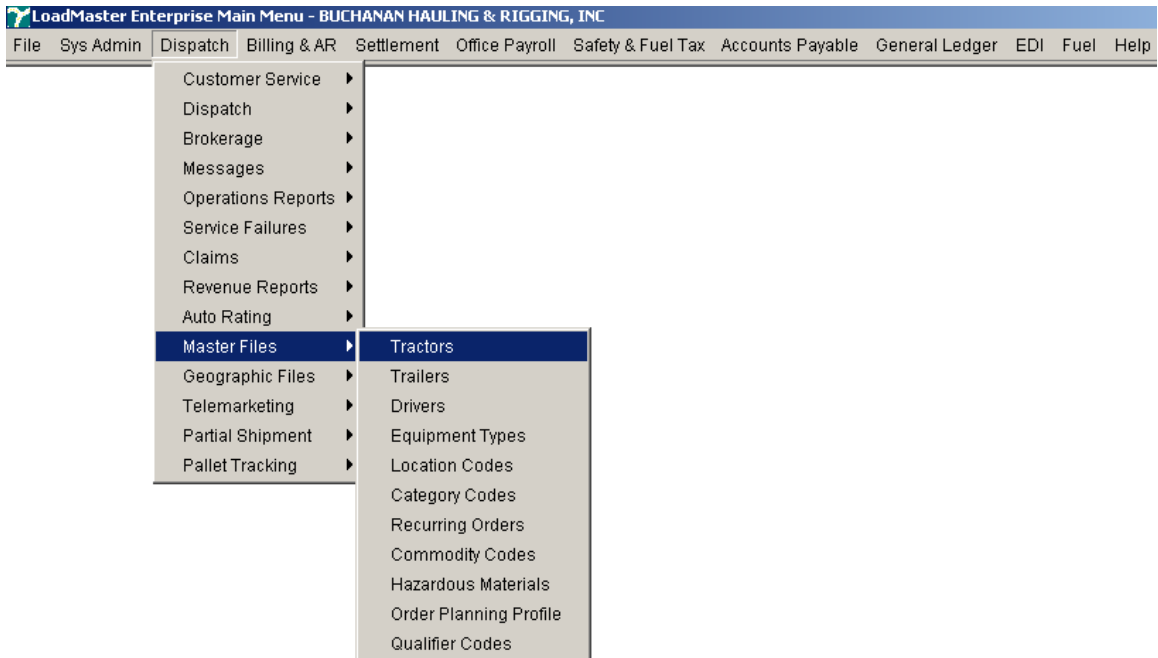 LoadMaster Enterprise Main Menu - BUCHANAN HAULING & RIGGING, INC
File Sys Admin Dispatch Billing & AR Settlement Office Payroll Safety & Fuel Tax Accounts Payable General Ledger EDI Fuel Help
Customer Service
Dispatch
Brokerage
Messages
Operations Reports
Service Failures
Claims
Revenue Reports
Auto Rating
Master Files
Geographic Files
Telemarketing
Partial Shipment
Pallet Tracking
Tractors
Trailers
Drivers
Equipment Types
Location Codes
Category Codes
Recurring Orders
Commodity Codes
Hazardous Materials
Order Planning Profile
Qualifier Codes